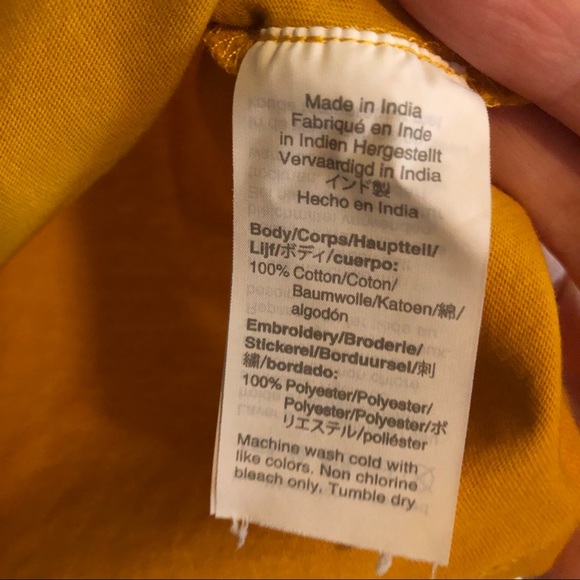 Made in India
Fabriqué en Inde
in Indien Hergestellt
Vervaardigd in India
インド製
Hecho en India
Body/Corps/Hauptteil/
Lijf/ボディ/cuerpo:
100% Cotton/Coton/
Baumwolle/Katoen/綿/
algodón
Embroidery/Broderie/
Stickerei/Borduursel/刺
繍/bordado:
100% Polyester/Polyester/
Polyester/Polyester/ポ
リエステル/poliéster
Machine wash cold with
like colors. Non chlorine
bleach only. Tumble dry